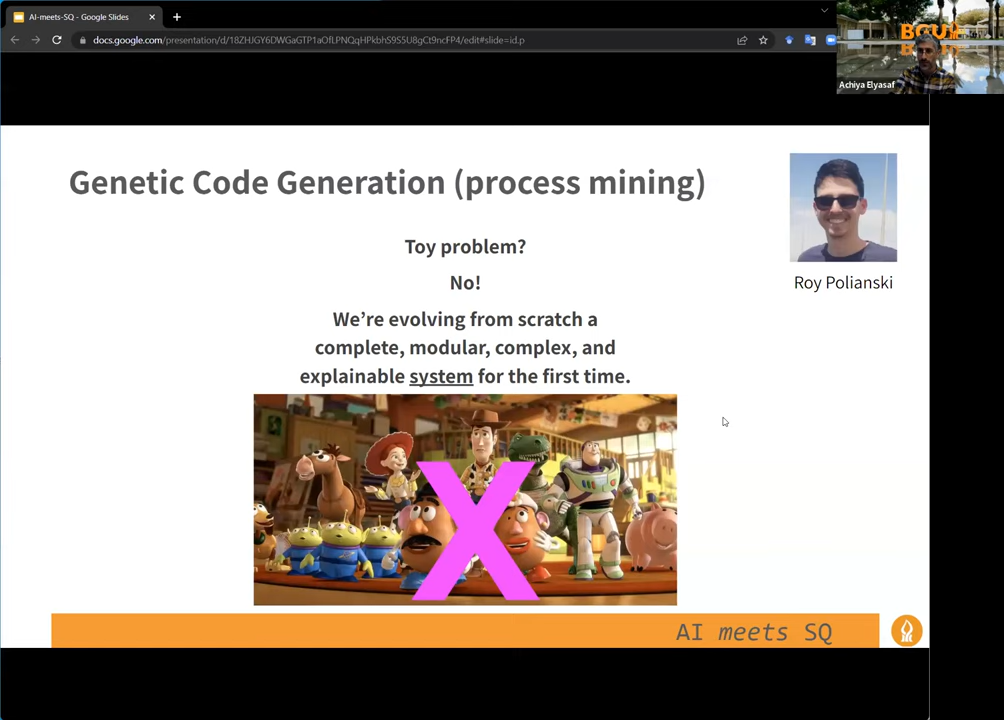 AI-meets-SQ - Google Slides
docs.google.com/presentation/d/18ZHJGY6DWGaGTP1aOfLPNQqHPkbhS9S5U8gCt9ncFP4/edit#slide=id.p
BGU
Achiya Elyasaf
Genetic Code Generation (process mining)
Toy problem?
No!
We're evolving from scratch a
complete, modular, complex, and
explainable system for the first time.
Roy Polianski
X
AI meets SQ